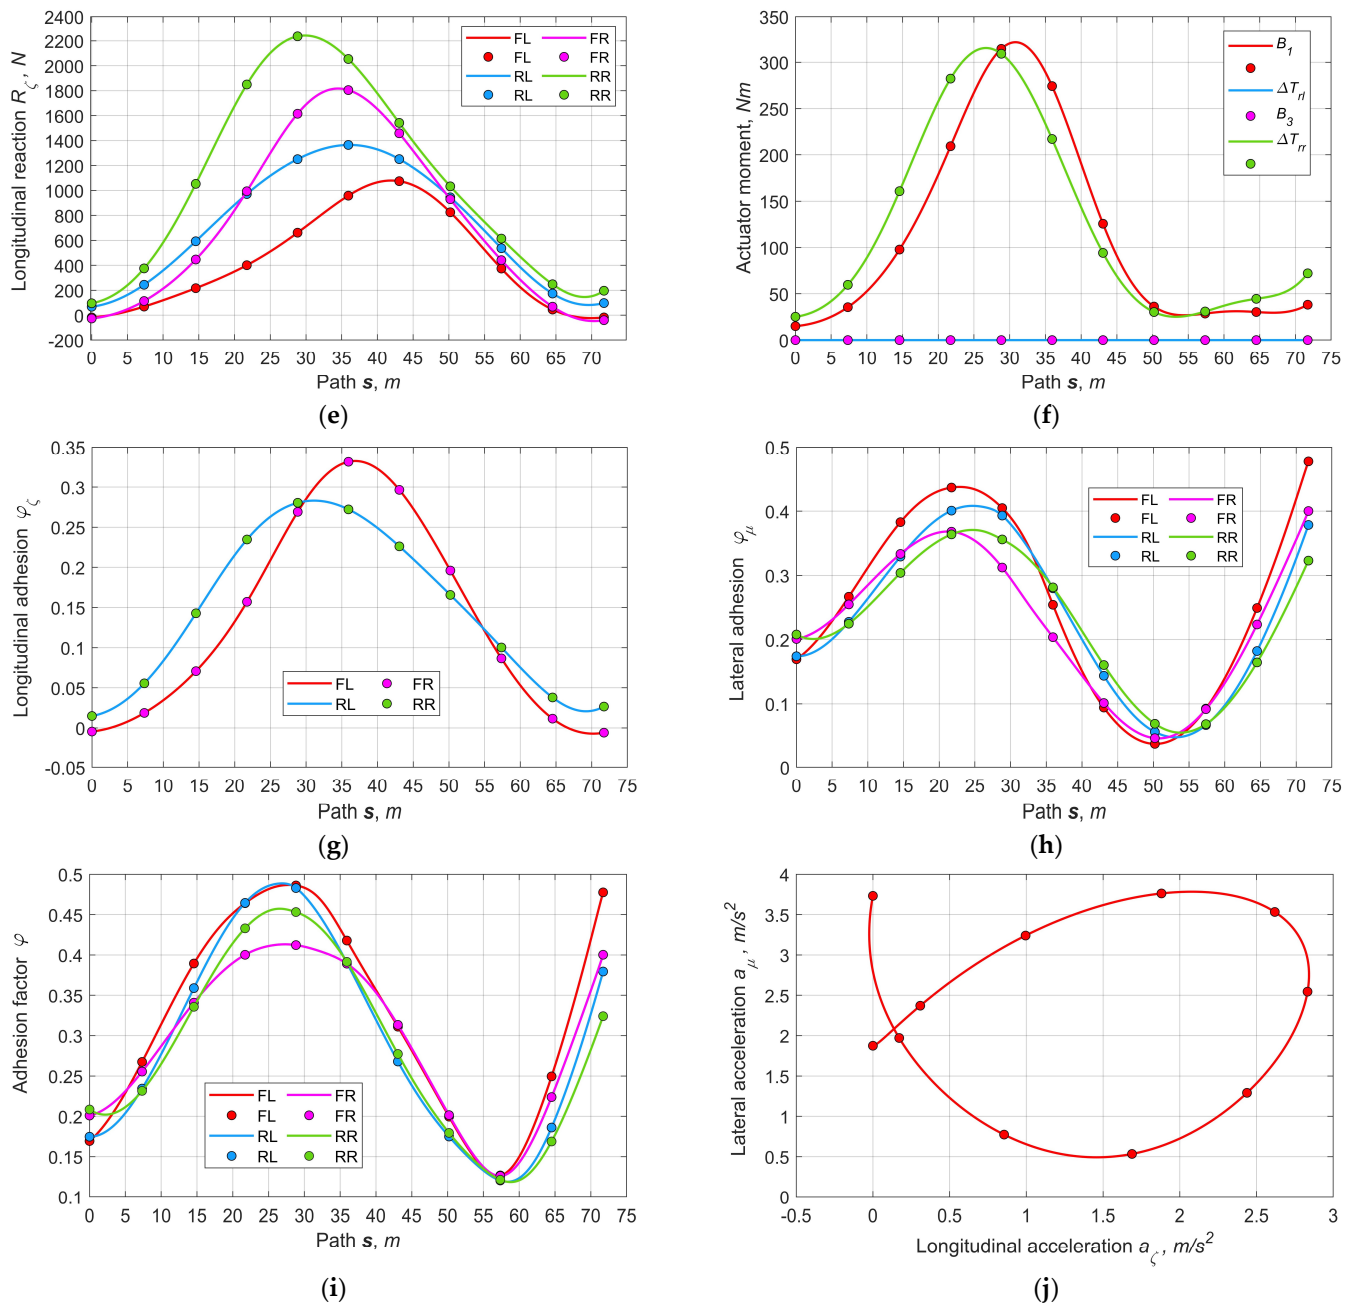 2400
2200
2000
1800
1600
1400
1200
1000
800
600
400
200
0
-200
Longitudinal reaction R_ζ, N
FL FR
FL FR
RL RR
RL RR
0 5 10 15 20 25 30 35 40 45 50 55 60 65 70
Path s, m
(e)
350
300
250
200
150
100
50
0
Actuator moment, Nm
B_1
ΔT_rl
B_3
ΔT_rr
0 5 10 15 20 25 30 35 40 45 50 55 60 65 70 75
Path s, m
(f)
0.35
0.3
0.25
0.2
0.15
0.1
0.05
0
-0.05
Longitudinal adhesion φ_ζ
FL FR
RL RR
0 5 10 15 20 25 30 35 40 45 50 55 60 65 70 75
Path s, m
(g)
0.5
0.4
0.3
0.2
0.1
0
Lateral adhesion φ_μ
FL FR
FL FR
RL RR
RL RR
0 5 10 15 20 25 30 35 40 45 50 55 60 65 70 75
Path s, m
(h)
0.5
0.45
0.4
0.35
0.3
0.25
0.2
0.15
0.1
Adhesion factor φ
FL FR
FL FR
RL RR
RL RR
0 5 10 15 20 25 30 35 40 45 50 55 60 65 70 75
Path s, m
(i)
4
3.5
3
2.5
2
1.5
1
0.5
0
Lateral acceleration a_μ, m/s²
-0.5 0 0.5 1 1.5 2 2.5 3
Longitudinal acceleration a_ζ, m/s²
(j)